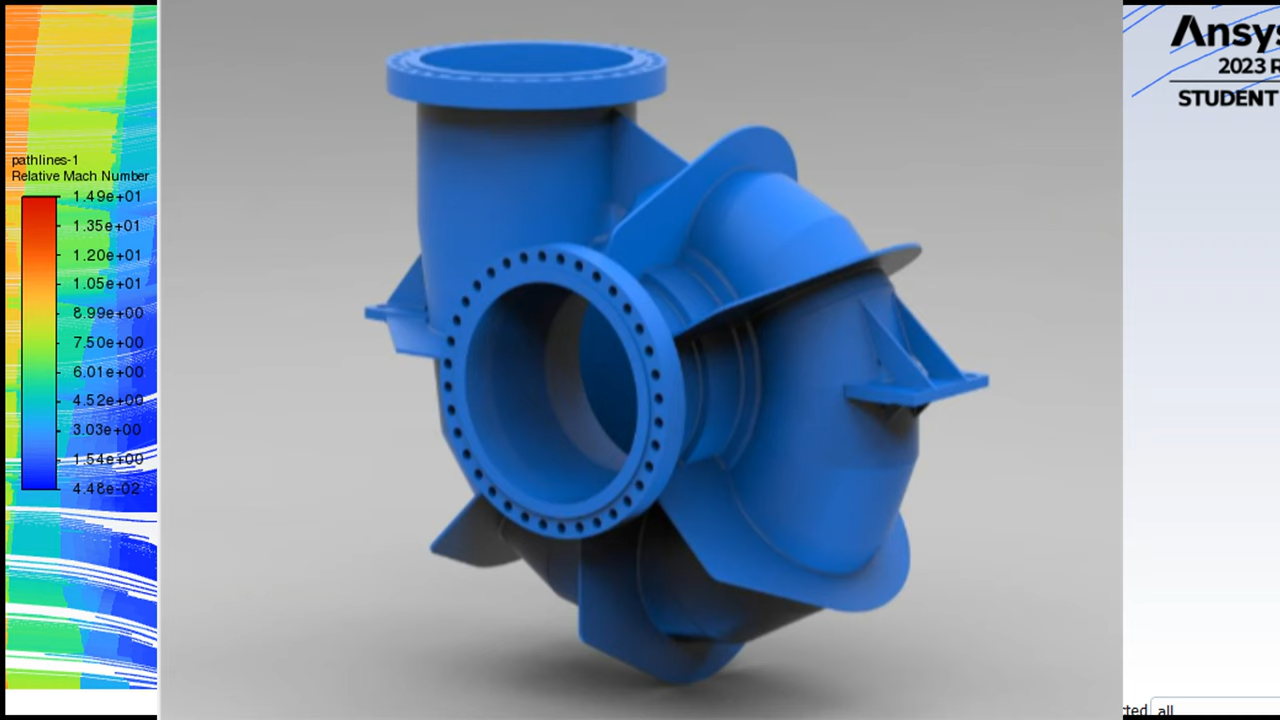 pathlines-1
Relative Mach Number
1.49e+01
1.35e+01
1.20e+01
1.05e+01
8.99e+00
7.50e+00
6.01e+00
4.52e+00
3.03e+00
1.54e+00
4.48e-02
Ansys
2023 R
STUDENT
cted all